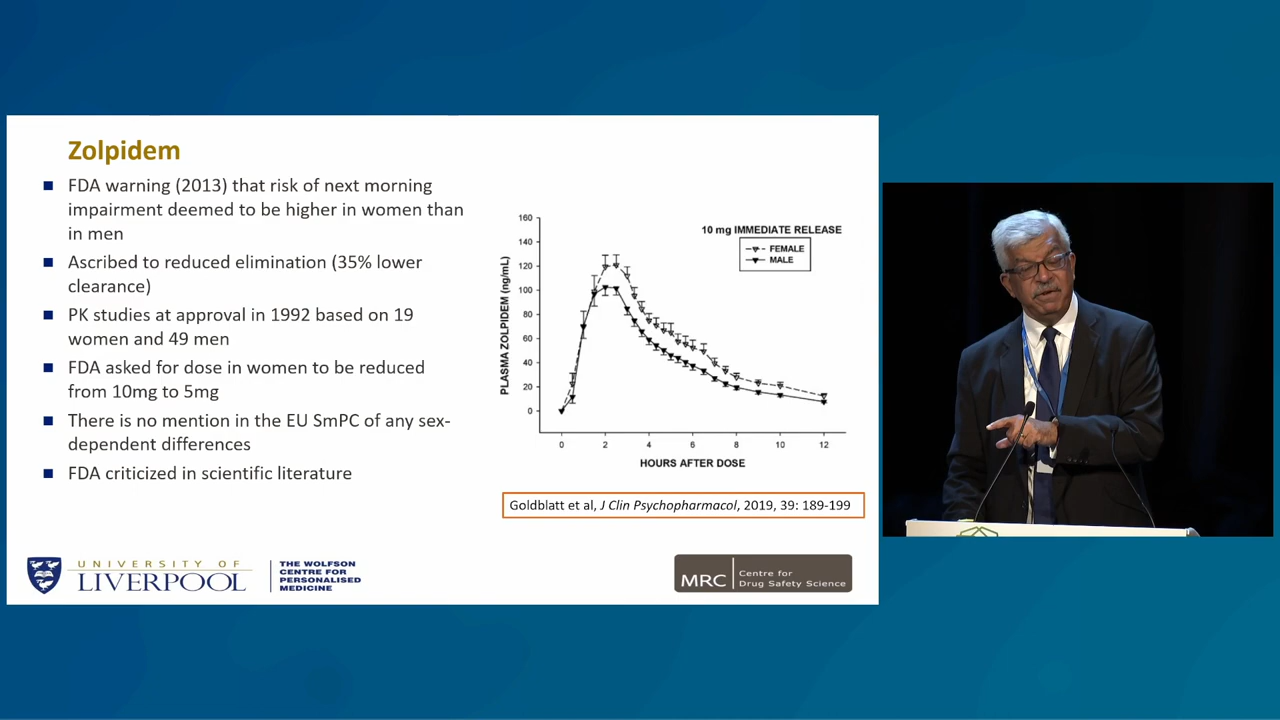 Zolpidem
FDA warning (2013) that risk of next morning
impairment deemed to be higher in women than
in men
Ascribed to reduced elimination (35% lower
clearance)
PK studies at approval in 1992 based on 19
women and 49 men
FDA asked for dose in women to be reduced
from 10mg to 5mg
There is no mention in the EU SmPC of any sex-
dependent differences
FDA criticized in scientific literature
10 mg IMMEDIATE RELEASE
FEMALE
MALE
PLASMA ZOLPIDEM (ng/mL)
160
140
120
100
80
60
40
20
0
0 2 4 6 8 10 12
HOURS AFTER DOSE
Goldblatt et al, J Clin Psychopharmacol, 2019, 39: 189-199
UNIVERSITY OF
LIVERPOOL
THE WOLFSON
CENTRE FOR
PERSONALISED
MEDICINE
MRC
Centre for
Drug Safety Science